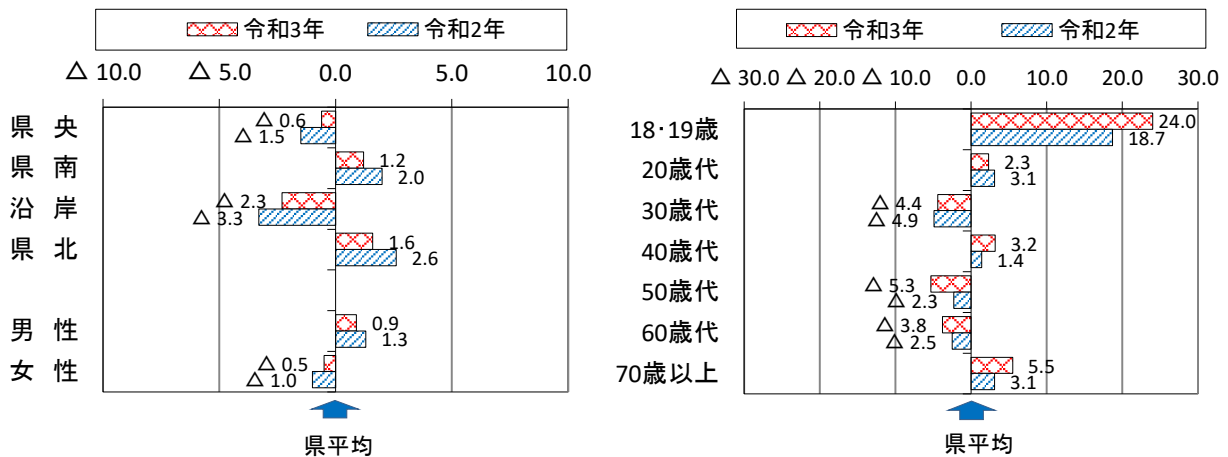 令和3年 令和2年
△ 10.0 △ 5.0 0.0 5.0 10.0
県央 △ 0.6
△ 1.5
県南 1.2
2.0
沿岸 △ 2.3
△ 3.3
県北 1.6
2.6
男性 0.9
1.3
女性 △ 0.5
△ 1.0
県平均
令和3年 令和2年
△ 30.0 △ 20.0 △ 10.0 0.0 10.0 20.0 30.0
18･19歳 24.0
18.7
20歳代 2.3
3.1
30歳代 △ 4.4
△ 4.9
40歳代 3.2
1.4
50歳代 △ 5.3
△ 2.3
60歳代 △ 3.8
△ 2.5
70歳以上 5.5
3.1
県平均